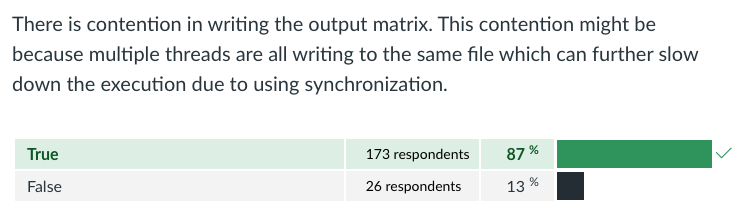 There is contention in writing the output matrix. This contention might be
because multiple threads are all writing to the same file which can further slow
down the execution due to using synchronization.
True 173 respondents 87 %
False 26 respondents 13 %